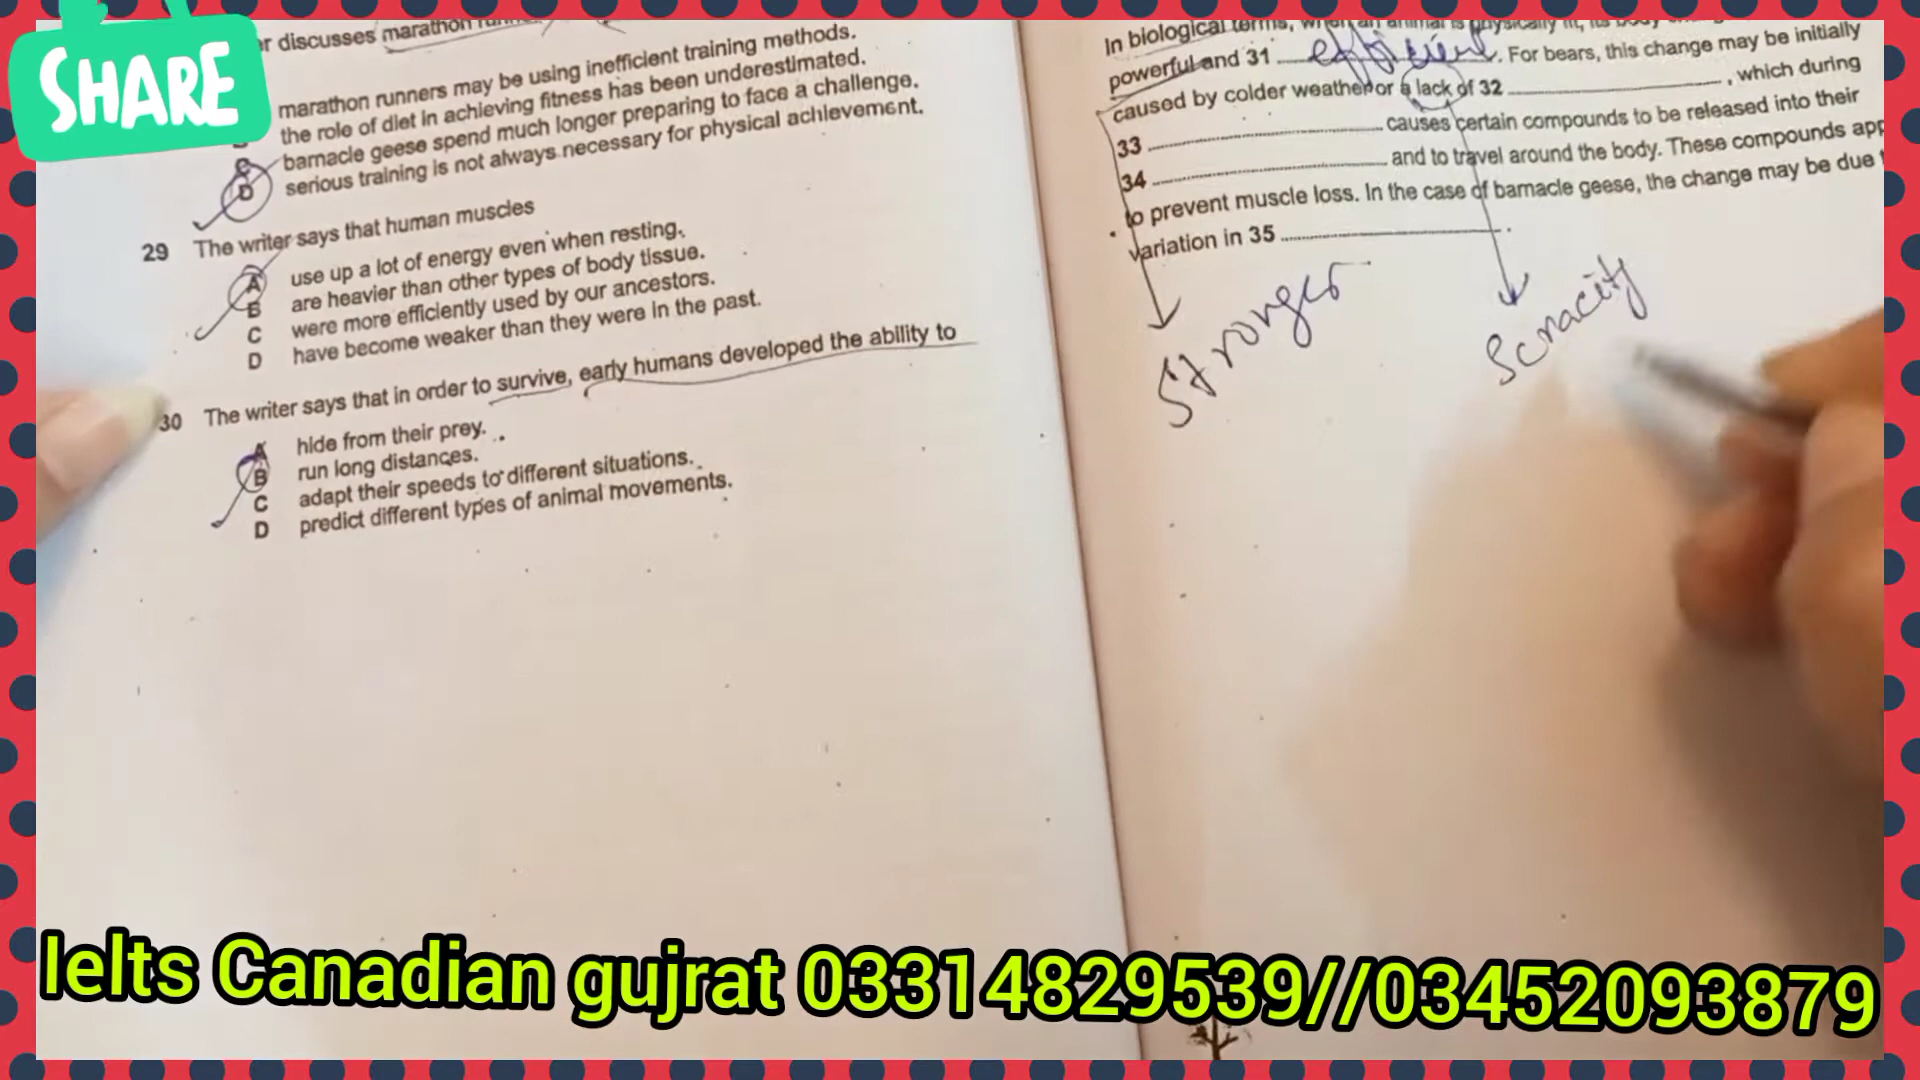 SHARE
er discusses marathon
marathon runners may be using inefficient training methods.
the role of diet in achieving fitness has been underestimated.
C barnacle geese spend much longer preparing to face a challenge.
D serious training is not always necessary for physical achievement.
29 The writer says that human muscles
A use up a lot of energy even when resting.
B are heavier than other types of body tissue.
C were more efficiently used by our ancestors.
D have become weaker than they were in the past.
30 The writer says that in order to survive, early humans developed the ability to
A hide from their prey.
B run long distances.
C adapt their speeds to different situations.
D predict different types of animal movements.
In biological terms, when an animal is physically fit, its body
powerful and 31 efficient. For bears, this change may be initially
caused by colder weather or a lack of 32 ............, which during
33 ............ causes certain compounds to be released into their
34 ............ and to travel around the body. These compounds app
to prevent muscle loss. In the case of barnacle geese, the change may be due
variation in 35 ............
Stronger
Ielts Canadian gujrat 03314829539//03452093879